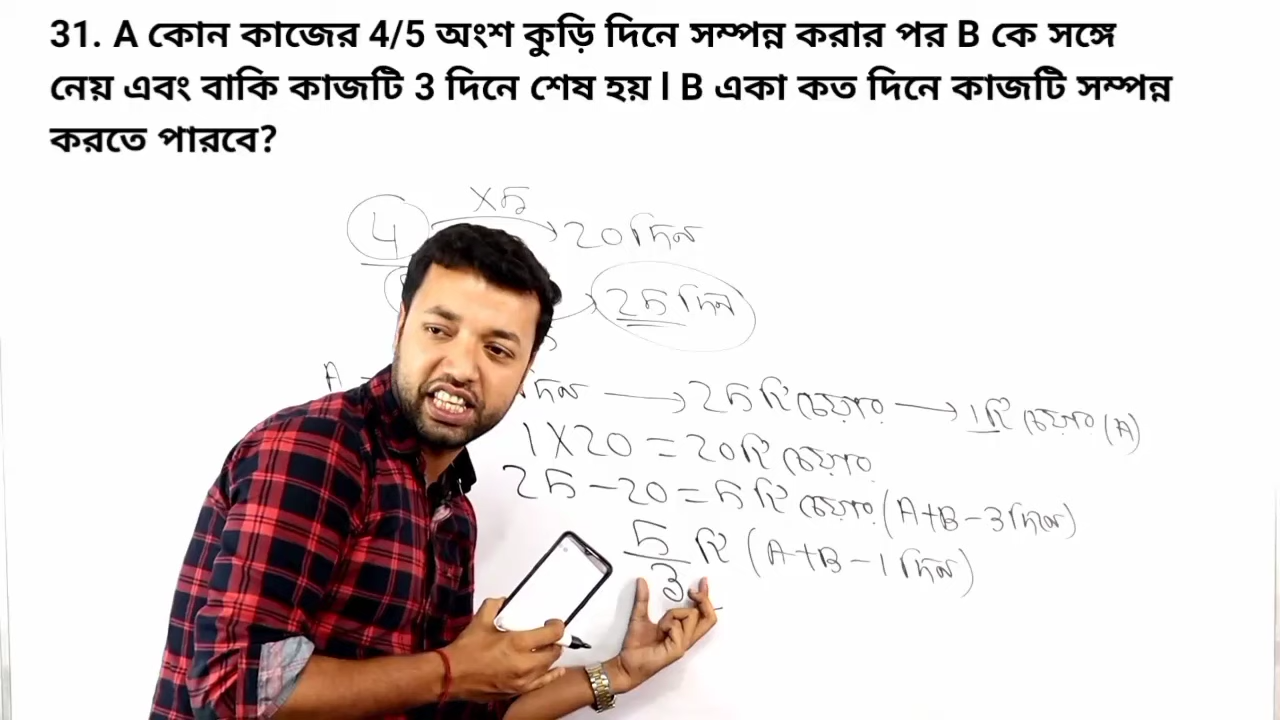 31. A কোন কাজের 4/5 অংশ কুড়ি দিনে সম্পন্ন করার পর B কে সঙ্গে
নেয় এবং বাকি কাজটি 3 দিনে শেষ হয় l B একা কত দিনে কাজটি সম্পন্ন
করতে পারবে?
×5
4 20 দিন
25 দিন
A দিন → 25 টি চেয়ার → 1 টি চেয়ার (A)
1 × 20 = 20 টি চেয়ার
25 - 20 = 5 টি চেয়ার (A+B - 3 দিনে)
5/3 টি (A+B - 1 দিন)